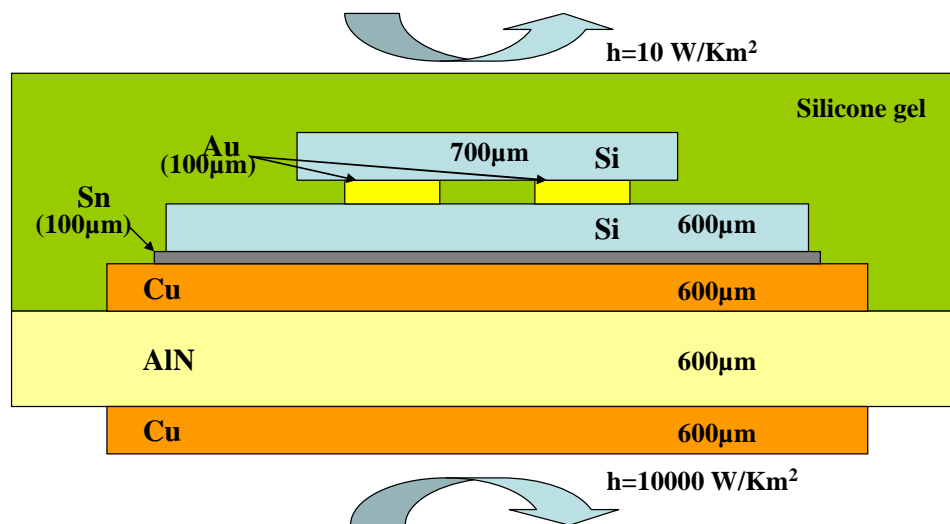 h=10 W/Km²
Silicone gel
Au
(100µm)
700µm
Si
Sn
(100µm)
Si
600µm
Cu
600µm
AlN
600µm
Cu
600µm
h=10000 W/Km²